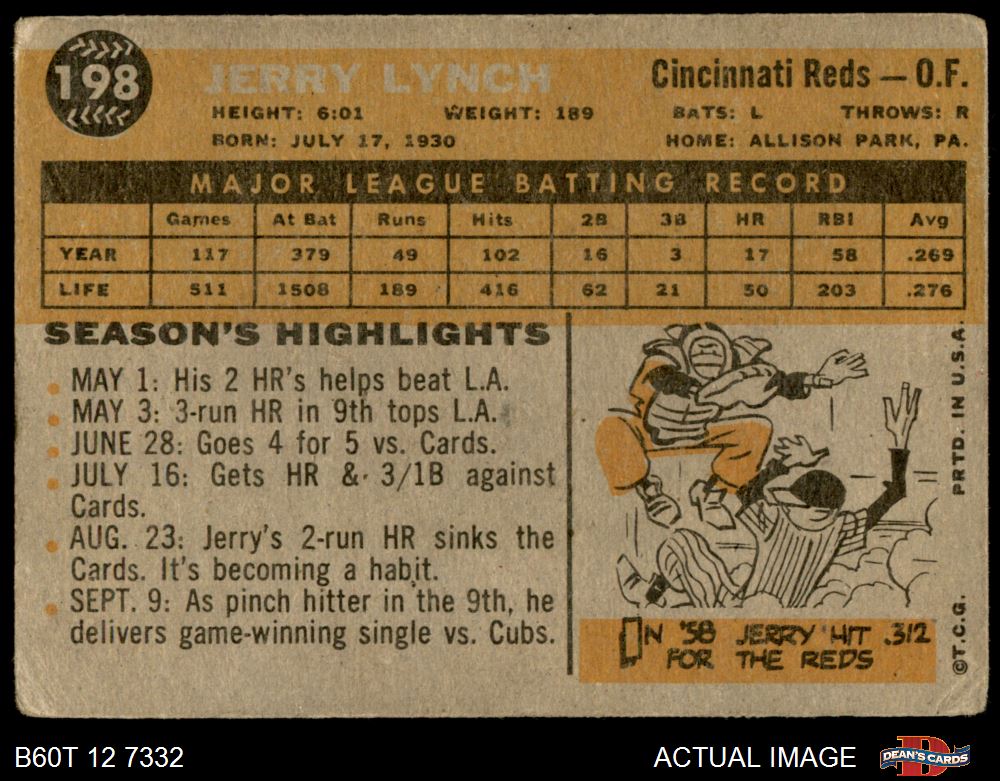 198
JERRY LYNCH
Cincinnati Reds — O.F.
HEIGHT: 6:01 WEIGHT: 189 BATS: L THROWS: R
BORN: JULY 17, 1930 HOME: ALLISON PARK, PA.
MAJOR LEAGUE BATTING RECORD
Games At Bat Runs Hits 2B 3B HR RBI Avg
YEAR 117 379 49 102 16 3 17 58 .269
LIFE 511 1508 189 416 62 21 50 203 .276
SEASON'S HIGHLIGHTS
MAY 1: His 2 HR's helps beat L.A.
MAY 3: 3-run HR in 9th tops L.A.
JUNE 28: Goes 4 for 5 vs. Cards.
JULY 16: Gets HR & 3/1B against
Cards.
AUG. 23: Jerry's 2-run HR sinks the
Cards. It's becoming a habit.
SEPT. 9: As pinch hitter in the 9th, he
delivers game-winning single vs. Cubs.
IN '58 JERRY HIT .312
FOR THE REDS
©T.C.G. PRTD. IN U.S.A.
B60T 12 7332
ACTUAL IMAGE
DEAN'S CARDS